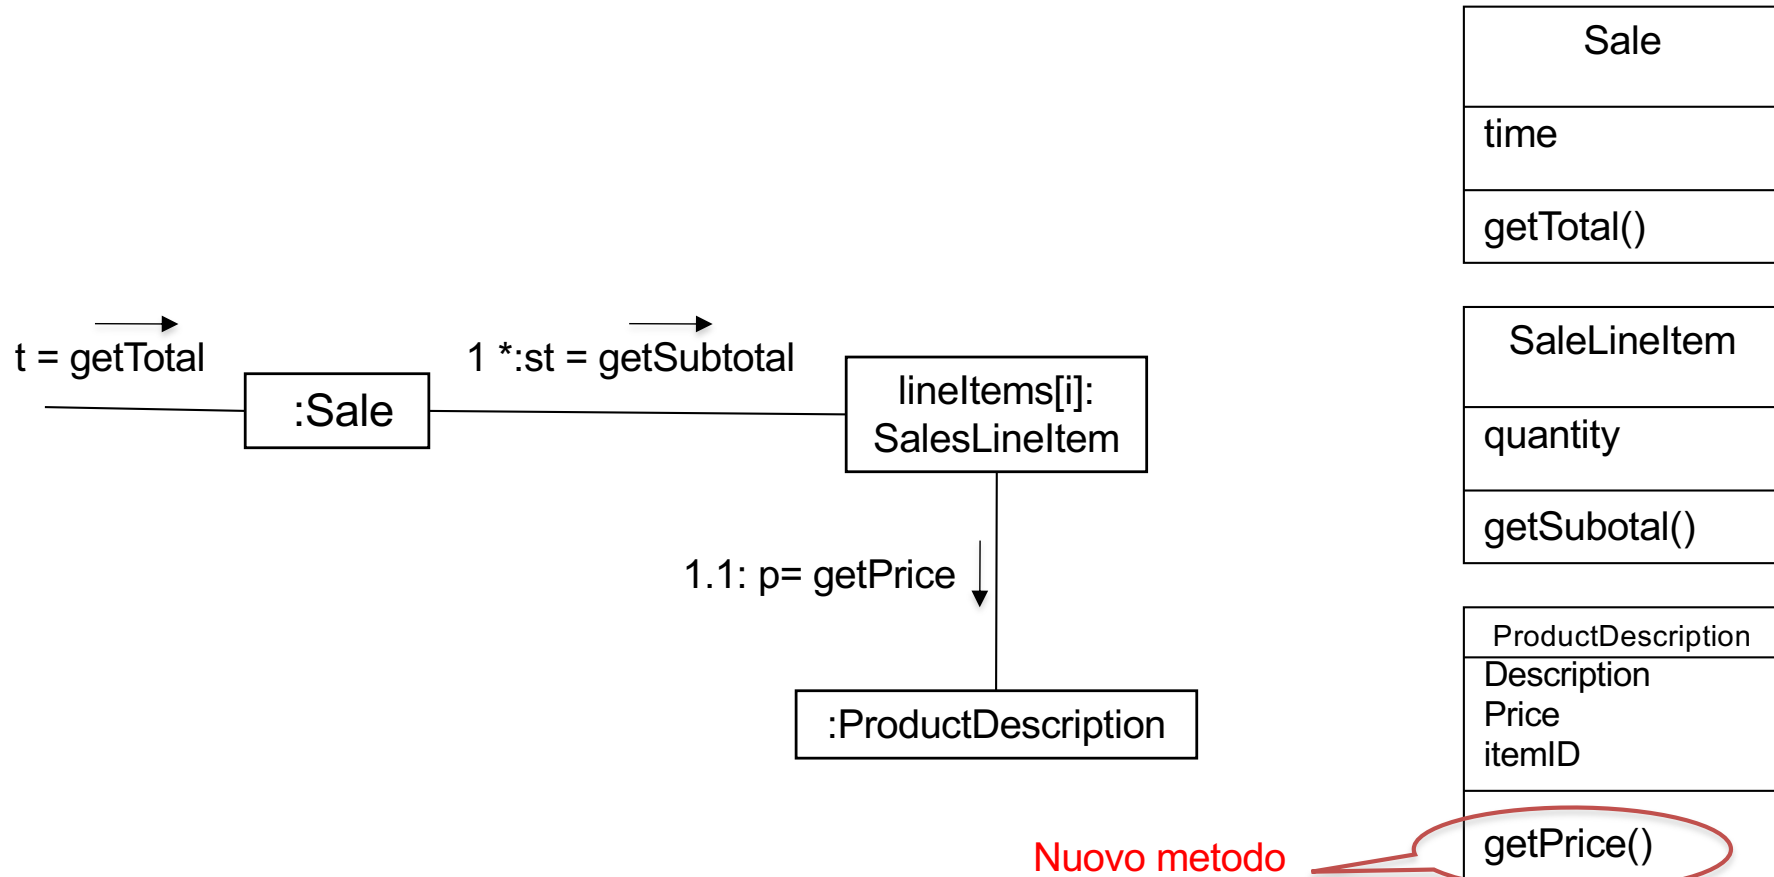 t = getTotal
:Sale
1 *:st = getSubtotal
lineItems[i]:
SalesLineItem
1.1: p= getPrice
:ProductDescription
Sale
time
getTotal()
SaleLineItem
quantity
getSubotal()
ProductDescription
Description
Price
itemID
getPrice()
Nuovo metodo